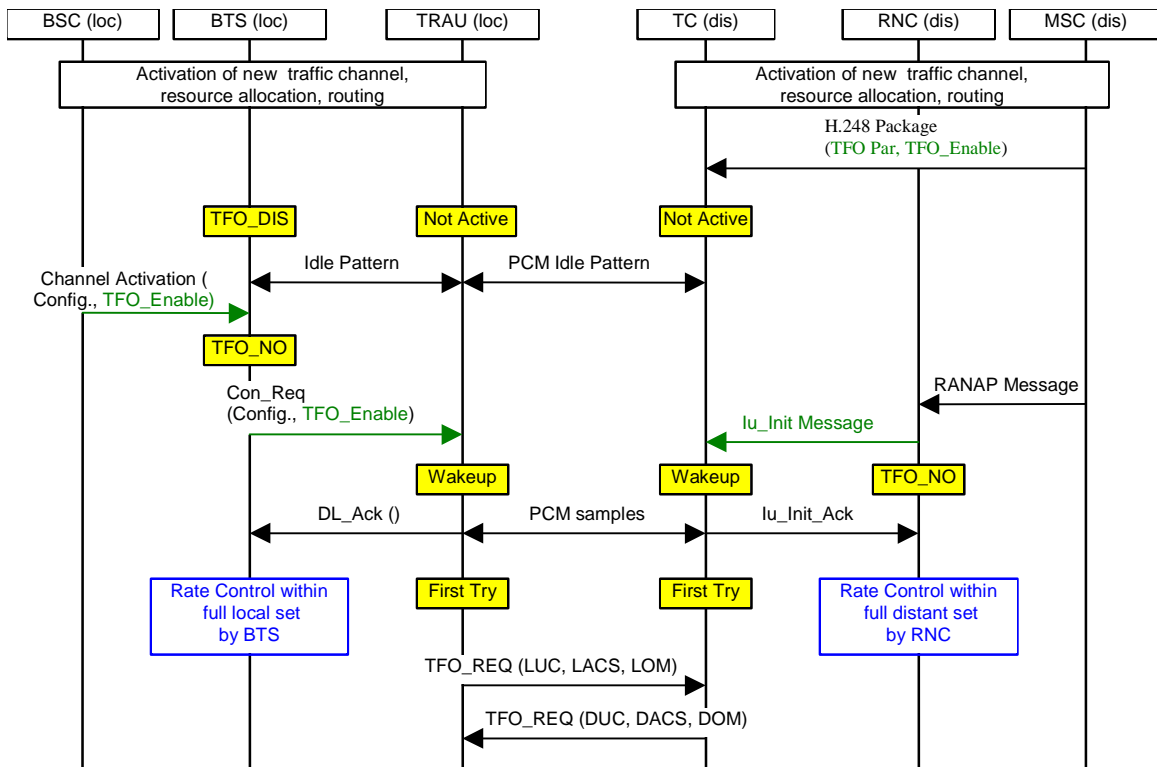 BSC (loc)
BTS (loc)
TRAU (loc)
TC (dis)
RNC (dis)
MSC (dis)
Activation of new traffic channel,
resource allocation, routing
Activation of new traffic channel,
resource allocation, routing
H.248 Package
(TFO Par, TFO_Enable)
TFO_DIS
Not Active
Not Active
Idle Pattern
PCM Idle Pattern
Channel Activation (
Config., TFO_Enable)
TFO_NO
Con_Req
(Config., TFO_Enable)
RANAP Message
Iu_Init Message
Wakeup
Wakeup
TFO_NO
DL_Ack ()
PCM samples
Iu_Init_Ack
Rate Control within
full local set
by BTS
First Try
First Try
Rate Control within
full distant set
by RNC
TFO_REQ (LUC, LACS, LOM)
TFO_REQ (DUC, DACS, DOM)